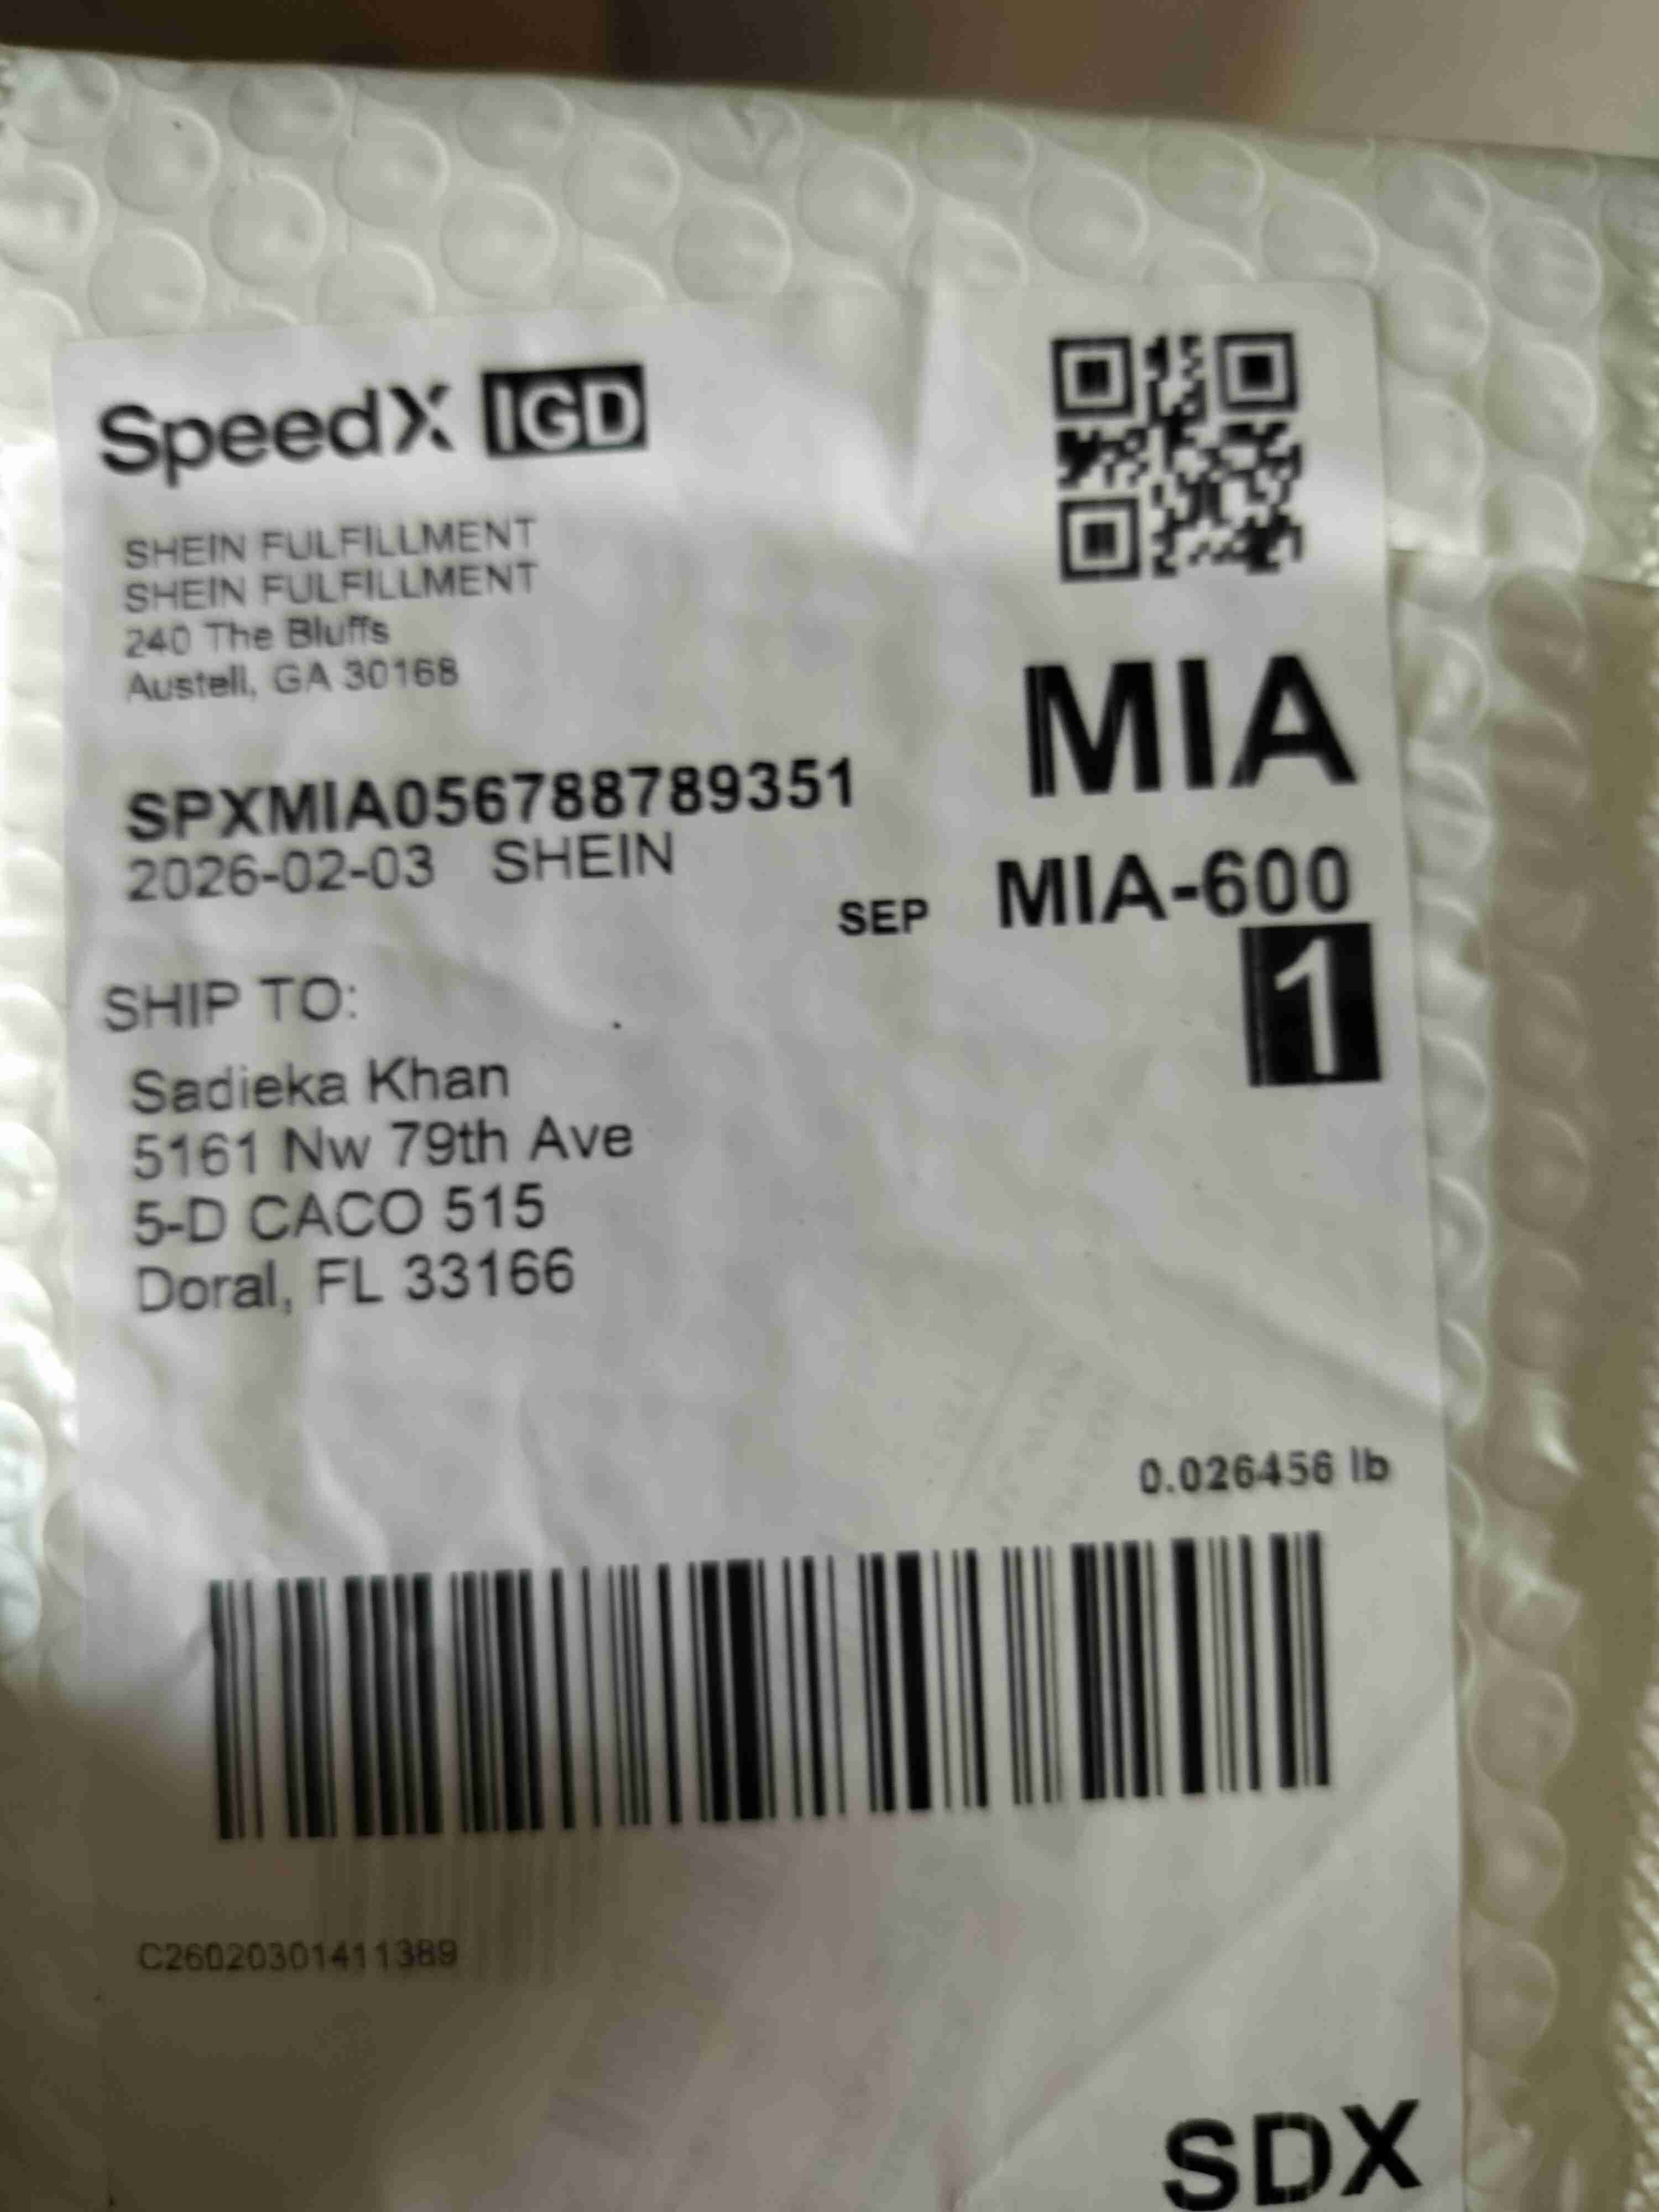 SpeedX IGD
SHEIN FULFILLMENT
SHEIN FULFILLMENT
240 The Bluffs
Austell, GA 30168
MIA
SPXMIA056788789351
2026-02-03 SHEIN
SEP MIA-600
1
SHIP TO:
Sadieka Khan
5161 Nw 79th Ave
5-D CACO 515
Doral, FL 33166
0.026456 lb
C26020301411389
SDX